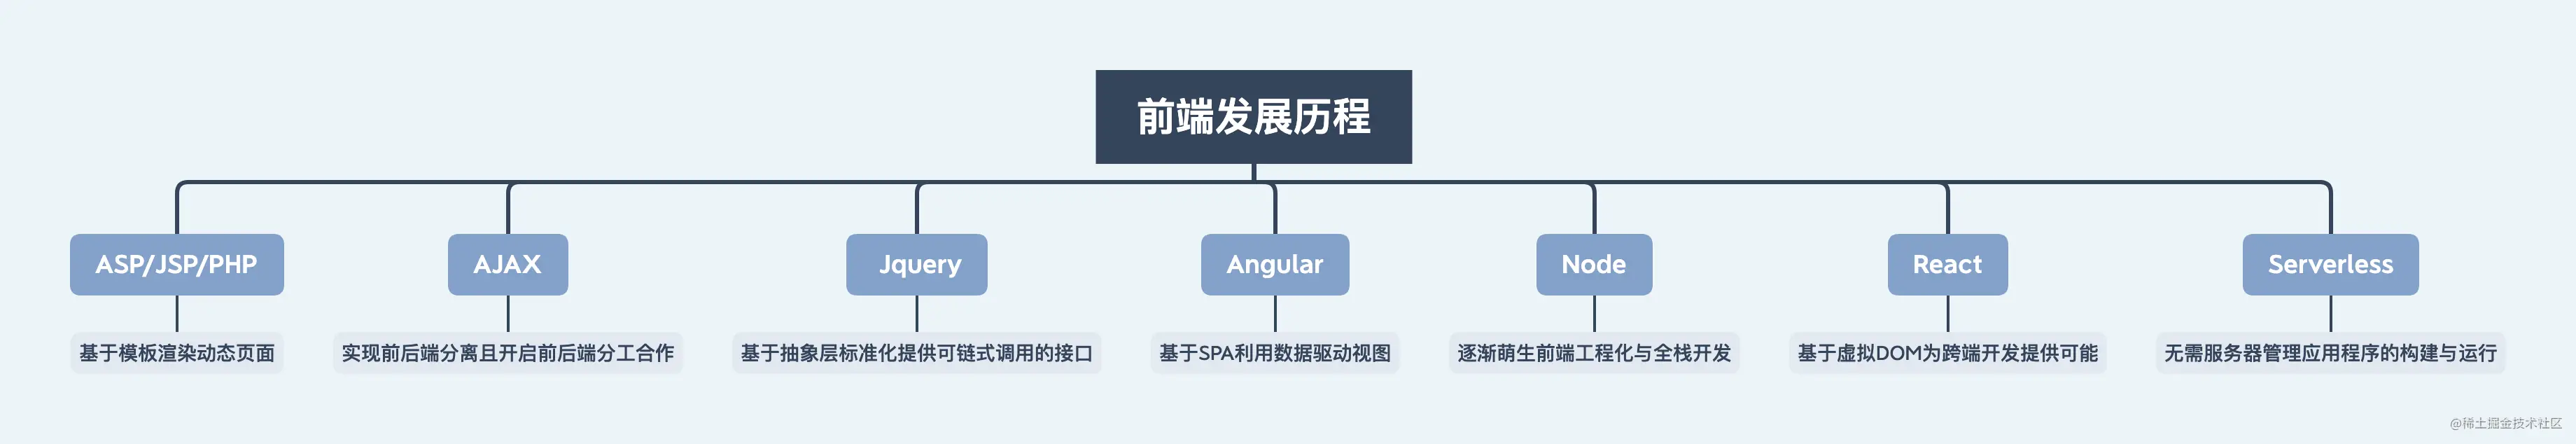 前端发展历程
ASP/JSP/PHP
AJAX
Jquery
Angular
Node
React
Serverless
基于模板渲染动态页面
实现前后端分离且开启前后端分工合作
基于抽象层标准化提供可链式调用的接口
基于SPA利用数据驱动视图
逐渐萌生前端工程化与全栈开发
基于虚拟DOM为跨端开发提供可能
无需服务器管理应用程序的构建与运行
@稀土掘金技术社区